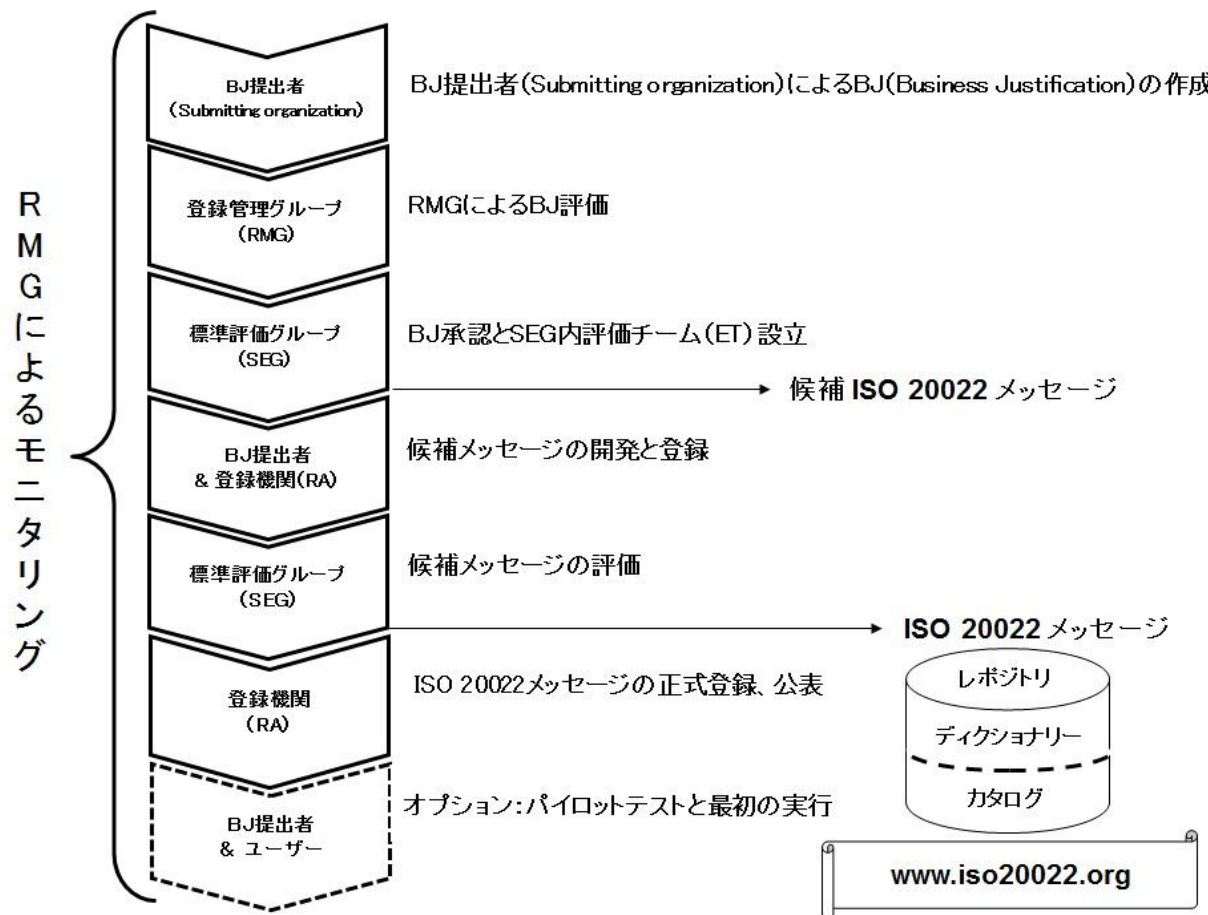 RMGによるモニタリング
BJ提出者
(Submitting organization)
BJ提出者(Submitting organization)によるBJ(Business Justification)の作成
登録管理グループ
(RMG)
RMGによるBJ評価
標準評価グループ
(SEG)
BJ承認とSEG内評価チーム(ET)設立
候補 ISO 20022 メッセージ
BJ提出者
& 登録機関(RA)
候補メッセージの開発と登録
標準評価グループ
(SEG)
候補メッセージの評価
ISO 20022 メッセージ
登録機関
(RA)
ISO 20022メッセージの正式登録、公表
レポジトリ
ディクショナリー
カタログ
BJ提出者
& ユーザー
オプション:パイロットテストと最初の実行
www.iso20022.org